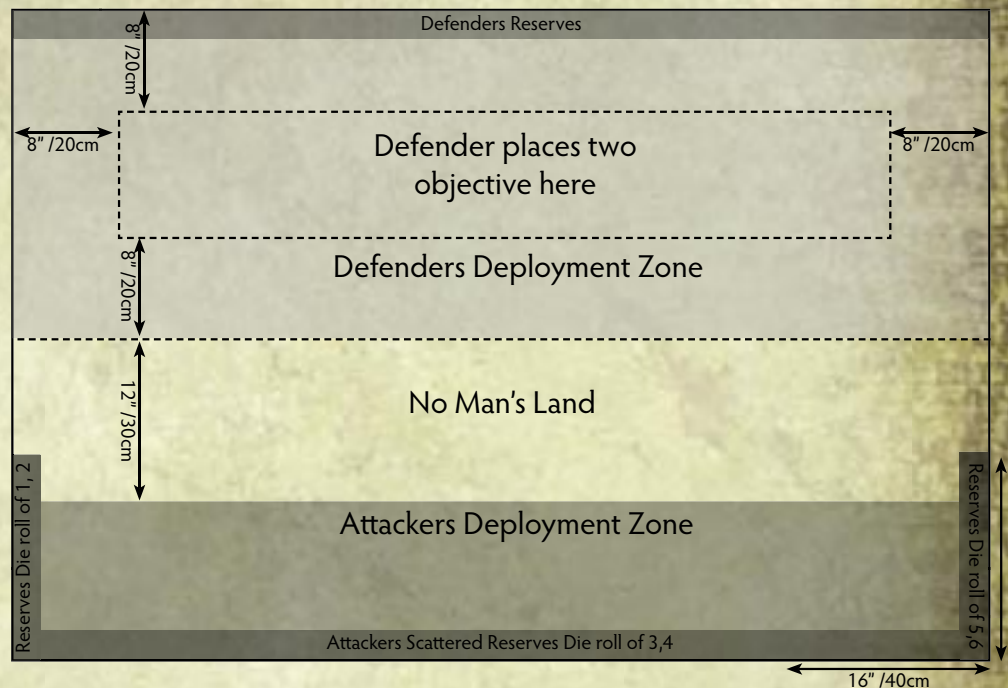 Defenders Reserves
8" /20cm
8" /20cm
8" /20cm
Defender places two
objective here
8" /20cm
Defenders Deployment Zone
12" /30cm
No Man's Land
Reserves Die roll of 1, 2
Attackers Deployment Zone
Reserves Die roll of 5,6
Attackers Scattered Reserves Die roll of 3,4
16" /40cm